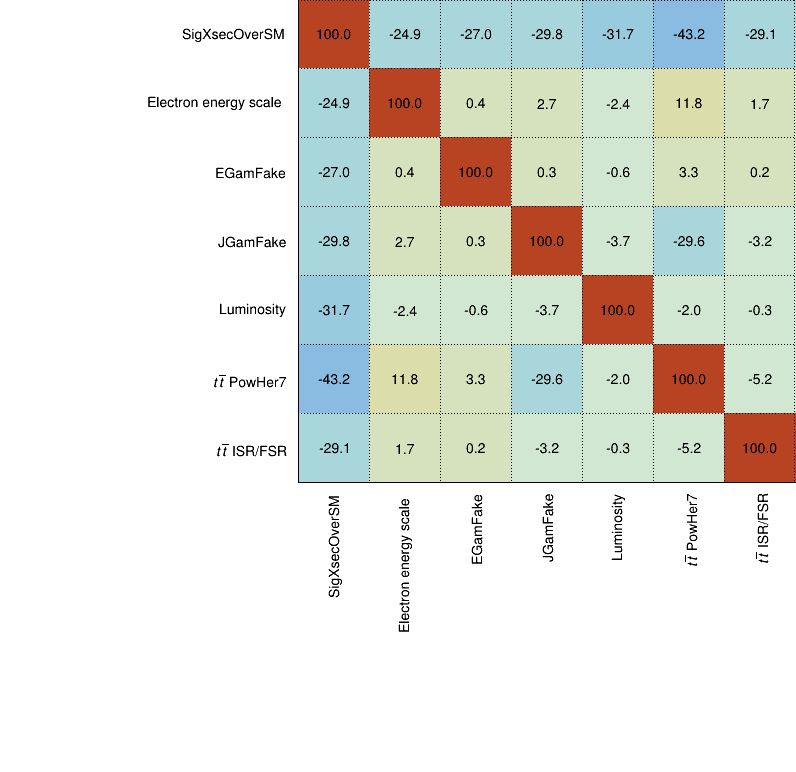 SigXsecOverSM 100.0 -24.9 -27.0 -29.8 -31.7 -43.2 -29.1
Electron energy scale -24.9 100.0 0.4 2.7 -2.4 11.8 1.7
EGamFake -27.0 0.4 100.0 0.3 -0.6 3.3 0.2
JGamFake -29.8 2.7 0.3 100.0 -3.7 -29.6 -3.2
Luminosity -31.7 -2.4 -0.6 -3.7 100.0 -2.0 -0.3
tt̅ PowHer7 -43.2 11.8 3.3 -29.6 -2.0 100.0 -5.2
tt̅ ISR/FSR -29.1 1.7 0.2 -3.2 -0.3 -5.2 100.0
SigXsecOverSM
Electron energy scale
EGamFake
JGamFake
Luminosity
tt̅ PowHer7
tt̅ ISR/FSR